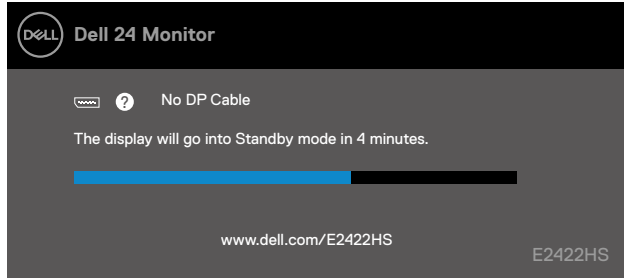 DELL Dell 24 Monitor
? No DP Cable
The display will go into Standby mode in 4 minutes.
www.dell.com/E2422HS
E2422HS